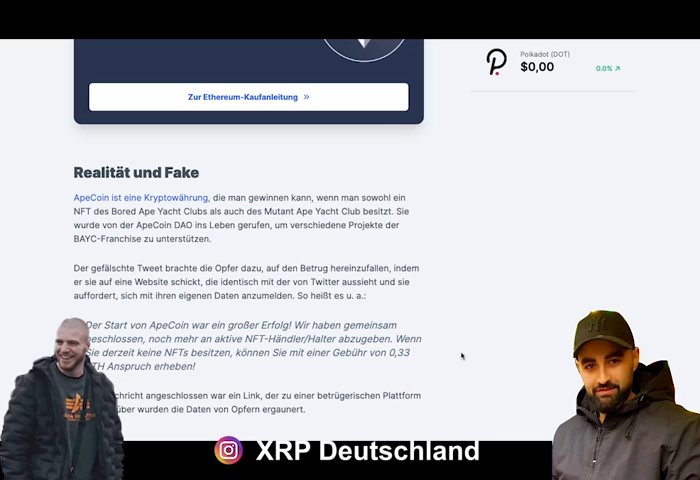 Polkadot (DOT)
$0,00
0.0%
Zur Ethereum-Kaufanleitung
Realität und Fake
ApeCoin ist eine Kryptowährung, die man gewinnen kann, wenn man sowohl ein
NFT des Bored Ape Yacht Clubs als auch des Mutant Ape Yacht Club besitzt. Sie
wurde von der ApeCoin DAO ins Leben gerufen, um verschiedene Projekte der
BAYC-Franchise zu unterstützen.
Der gefälschte Tweet brachte die Opfer dazu, auf den Betrug hereinzufallen, indem
er sie auf eine Website schickt, die identisch mit der von Twitter aussieht und sie
auffordert, sich mit ihren eigenen Daten anzumelden. So heißt es u. a.:
Der Start von ApeCoin war ein großer Erfolg! Wir haben gemeinsam
geschlossen, noch mehr an aktive NFT-Händler/Halter abzugeben. Wenn
Sie derzeit keine NFTs besitzen, können Sie mit einer Gebühr von 0,33
TH Anspruch erheben!
chricht angeschlossen war ein Link, der zu einer betrügerischen Plattform
über wurden die Daten von Opfern ergaunert.
XRP Deutschland